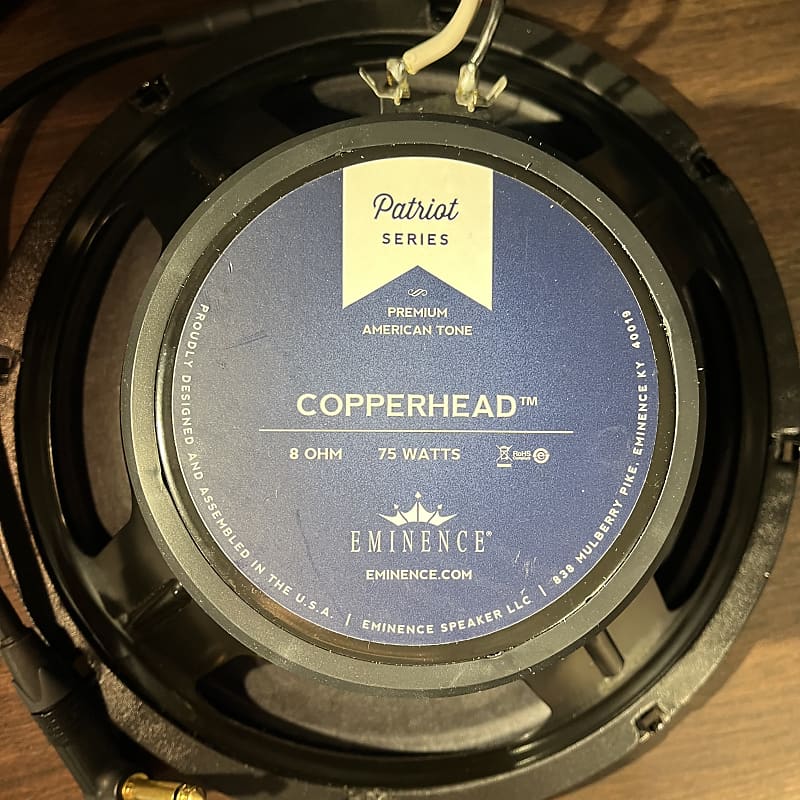 Patriot
SERIES
PREMIUM
AMERICAN TONE
COPPERHEAD™
8 OHM 75 WATTS RoHS
EMINENCE®
EMINENCE.COM
PROUDLY DESIGNED AND ASSEMBLED IN THE U.S.A. | EMINENCE SPEAKER LLC | 838 MULBERRY PIKE, EMINENCE KY 40019